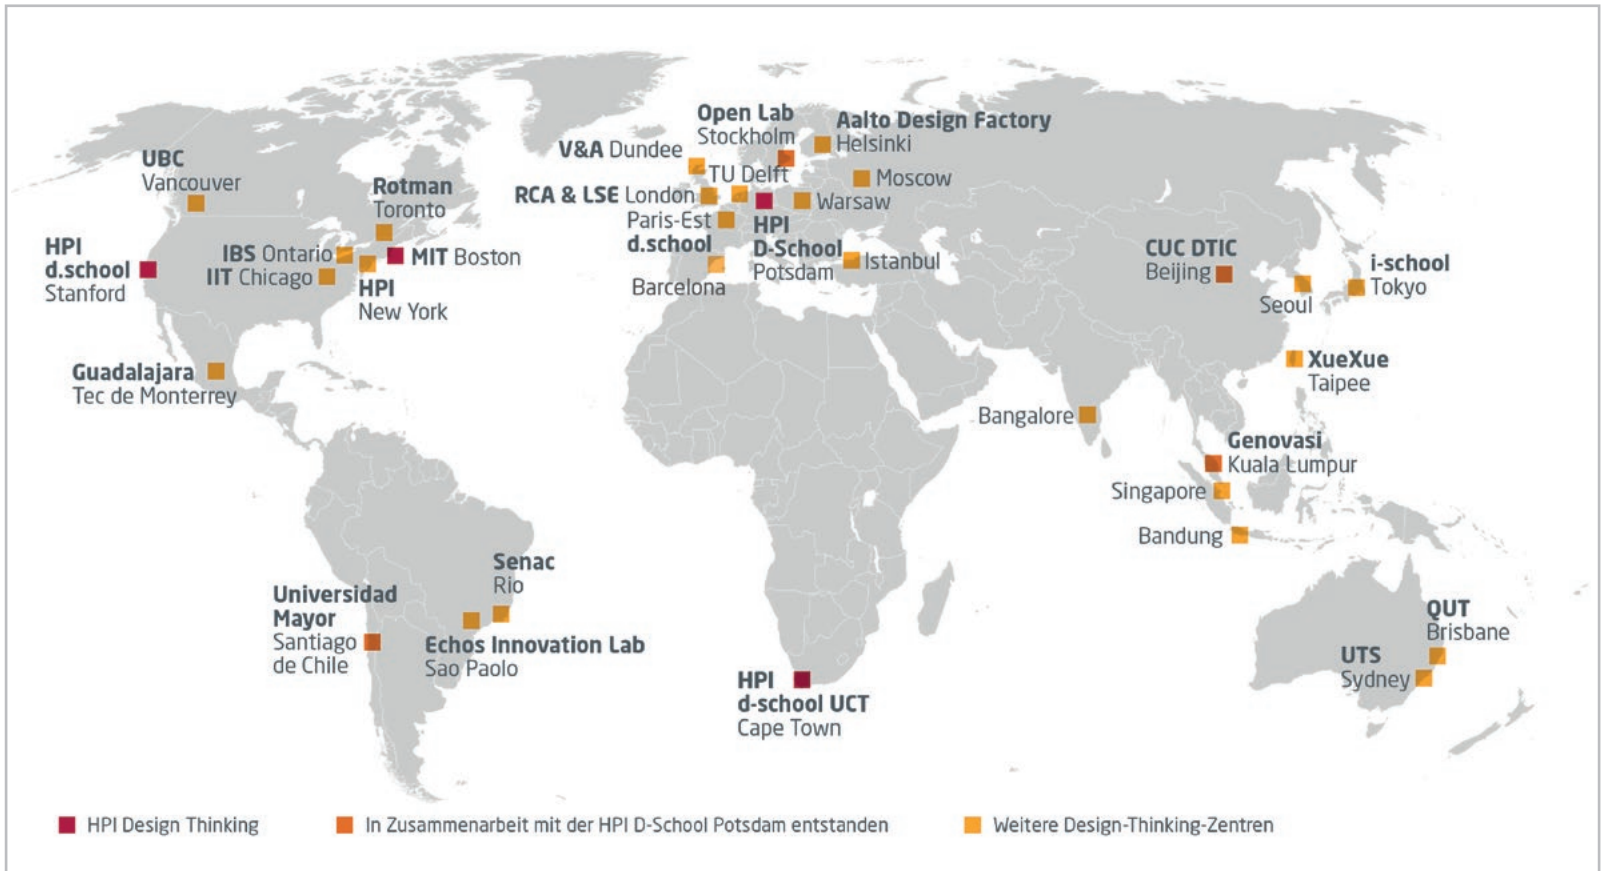 UBC
Vancouver
HPI
d.school
Stanford
Rotman
Toronto
IBS Ontario
IIT Chicago
MIT Boston
HPI
New York
Guadalajara
Tec de Monterrey
Universidad
Mayor
Santiago
de Chile
Senac
Rio
Echos Innovation Lab
Sao Paolo
Open Lab
Stockholm
Aalto Design Factory
Helsinki
V&A Dundee
TU Delft
Moscow
RCA & LSE London
Warsaw
Paris-Est
d.school
HPI
D-School
Potsdam
Istanbul
Barcelona
HPI
d-school UCT
Cape Town
CUC DTIC
Beijing
i-school
Tokyo
Seoul
XueXue
Taipee
Bangalore
Genovasi
Kuala Lumpur
Singapore
Bandung
QUT
Brisbane
UTS
Sydney
HPI Design Thinking
In Zusammenarbeit mit der HPI D-School Potsdam entstanden
Weitere Design-Thinking-Zentren